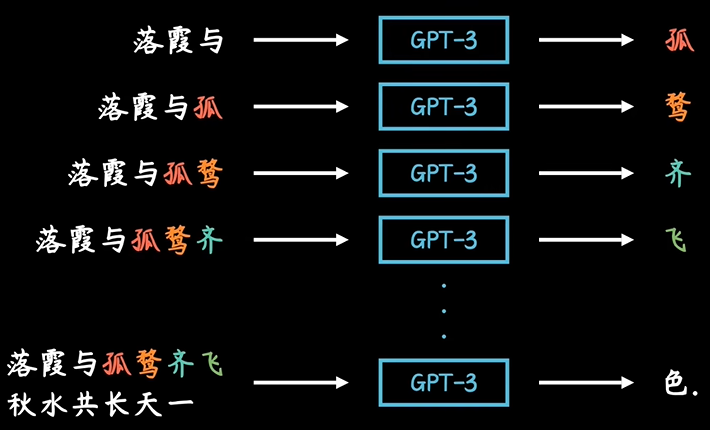 落霞与 GPT-3 孤
落霞与孤 GPT-3 鹜
落霞与孤鹜 GPT-3 齐
落霞与孤鹜齐 GPT-3 飞
落霞与孤鹜齐飞
秋水共长天一 GPT-3 色.